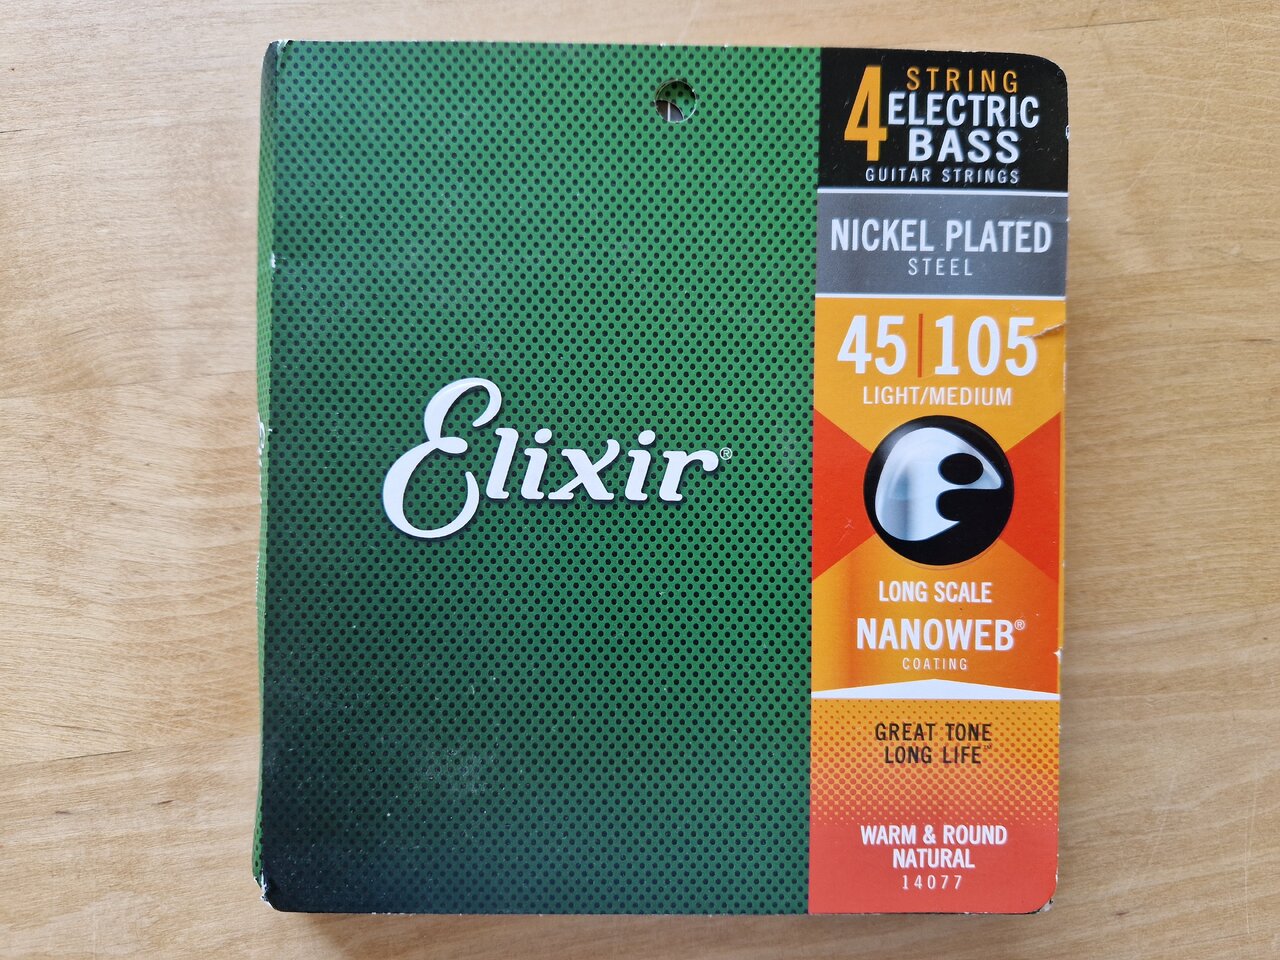 Elixir®
4 STRING
ELECTRIC
BASS
GUITAR STRINGS
NICKEL PLATED
STEEL
45|105
LIGHT/MEDIUM
LONG SCALE
NANOWEB®
COATING
GREAT TONE
LONG LIFE™
WARM & ROUND
NATURAL
14077